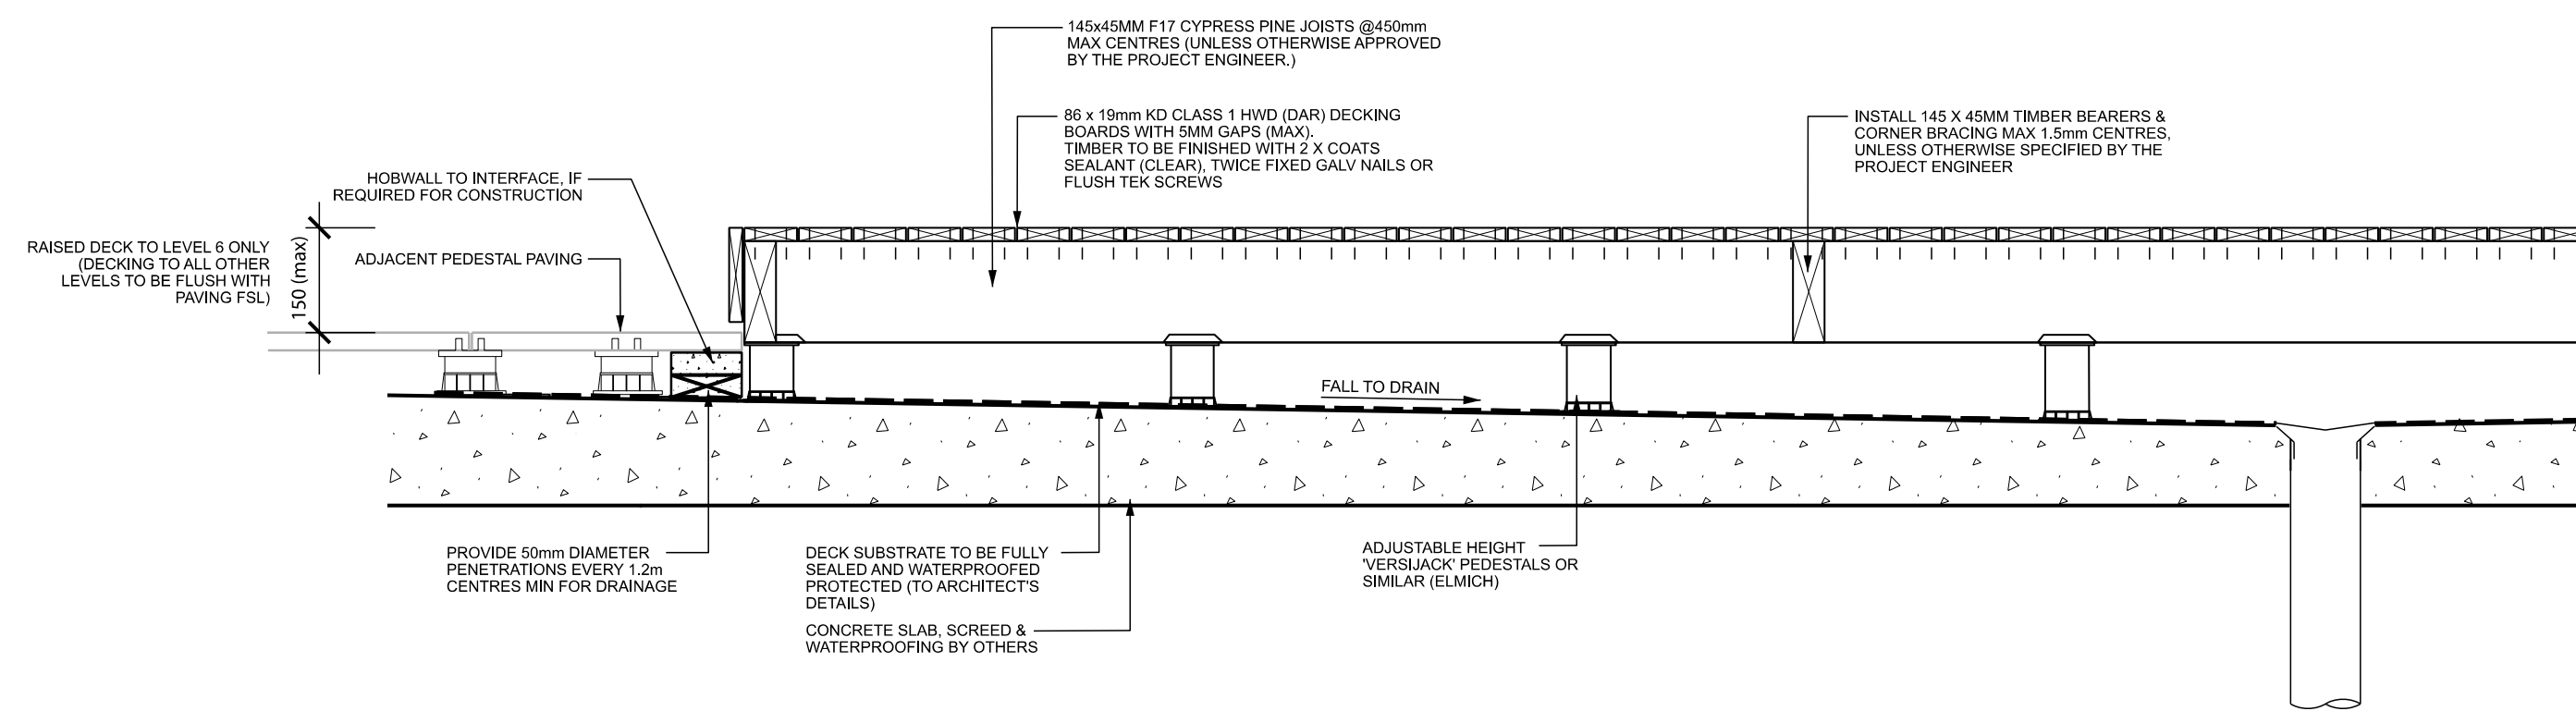 145x45MM F17 CYPRESS PINE JOISTS @450mm
MAX CENTRES (UNLESS OTHERWISE APPROVED
BY THE PROJECT ENGINEER.)
86 x 19mm KD CLASS 1 HWD (DAR) DECKING
BOARDS WITH 5MM GAPS (MAX).
TIMBER TO BE FINISHED WITH 2 X COATS
SEALANT (CLEAR), TWICE FIXED GALV NAILS OR
FLUSH TEK SCREWS
INSTALL 145 X 45MM TIMBER BEARERS &
CORNER BRACING MAX 1.5mm CENTRES,
UNLESS OTHERWISE SPECIFIED BY THE
PROJECT ENGINEER
HOBWALL TO INTERFACE, IF
REQUIRED FOR CONSTRUCTION
RAISED DECK TO LEVEL 6 ONLY
(DECKING TO ALL OTHER
LEVELS TO BE FLUSH WITH
PAVING FSL)
150 (max)
ADJACENT PEDESTAL PAVING
FALL TO DRAIN
PROVIDE 50mm DIAMETER
PENETRATIONS EVERY 1.2m
CENTRES MIN FOR DRAINAGE
DECK SUBSTRATE TO BE FULLY
SEALED AND WATERPROOFED
PROTECTED (TO ARCHITECT'S
DETAILS)
CONCRETE SLAB, SCREED &
WATERPROOFING BY OTHERS
ADJUSTABLE HEIGHT
'VERSIJACK' PEDESTALS OR
SIMILAR (ELMICH)